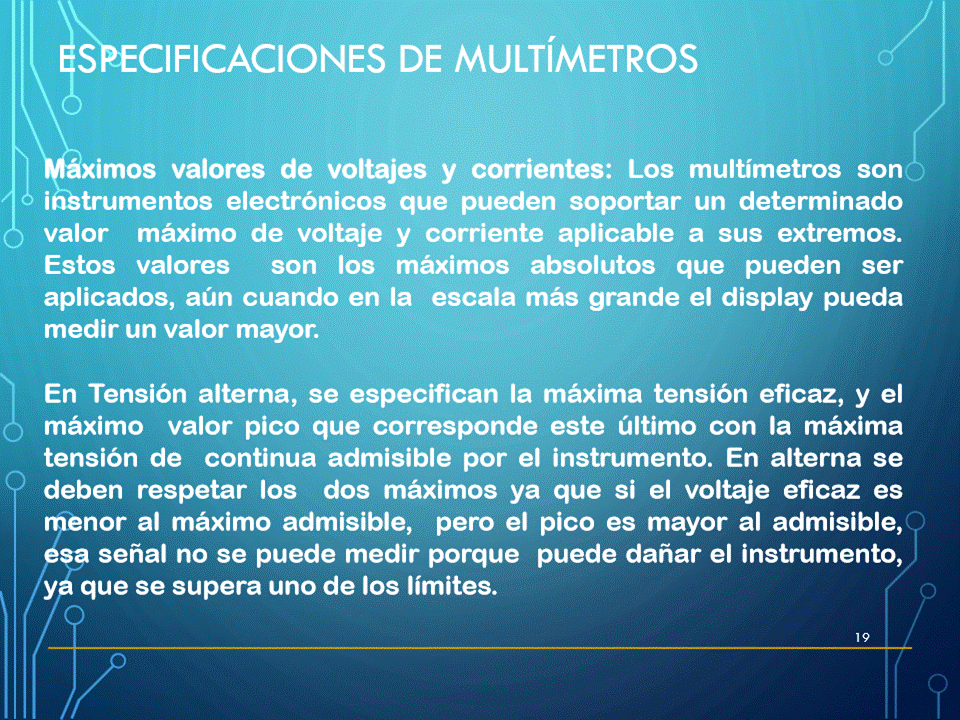 ESPECIFICACIONES DE MULTÍMETROS
Máximos valores de voltajes y corrientes: Los multímetros son
instrumentos electrónicos que pueden soportar un determinado
valor máximo de voltaje y corriente aplicable a sus extremos.
Estos valores son los máximos absolutos que pueden ser
aplicados, aún cuando en la escala más grande el display pueda
medir un valor mayor.
En Tensión alterna, se especifican la máxima tensión eficaz, y el
máximo valor pico que corresponde este último con la máxima
tensión de continua admisible por el instrumento. En alterna se
deben respetar los dos máximos ya que si el voltaje eficaz es
menor al máximo admisible, pero el pico es mayor al admisible,
esa señal no se puede medir porque puede dañar el instrumento,
ya que se supera uno de los límites.
19